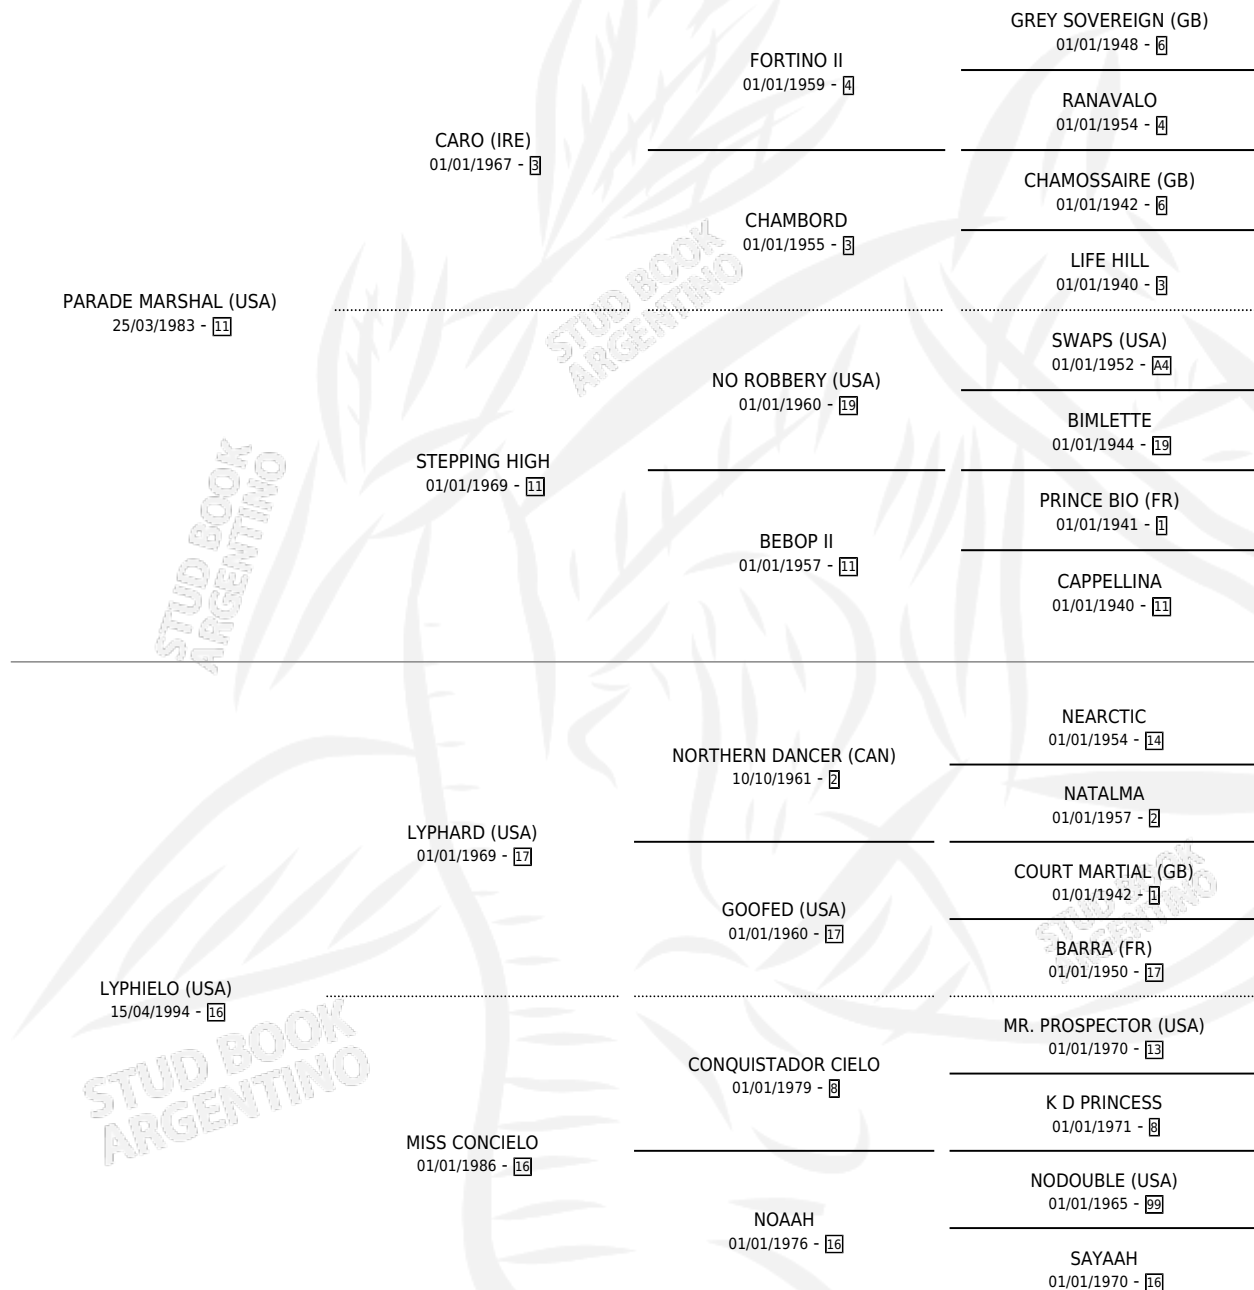 GREY SOVEREIGN (GB)
01/01/1948 - 6
FORTINO II
01/01/1959 - 4
RANAVALO
01/01/1954 - 4
CARO (IRE)
01/01/1967 - 3
CHAMOSSAIRE (GB)
01/01/1942 - 6
CHAMBORD
01/01/1955 - 3
LIFE HILL
01/01/1940 - 3
PARADE MARSHAL (USA)
25/03/1983 - 11
SWAPS (USA)
01/01/1952 - A4
NO ROBBERY (USA)
01/01/1960 - 19
BIMLETTE
01/01/1944 - 19
STEPPING HIGH
01/01/1969 - 11
PRINCE BIO (FR)
01/01/1941 - 1
BEBOP II
01/01/1957 - 11
CAPPELLINA
01/01/1940 - 11
NEARCTIC
01/01/1954 - 14
NORTHERN DANCER (CAN)
10/10/1961 - 2
NATALMA
01/01/1957 - 2
LYPHARD (USA)
01/01/1969 - 17
COURT MARTIAL (GB)
01/01/1942 - 1
GOOFED (USA)
01/01/1960 - 17
BARRA (FR)
01/01/1950 - 17
LYPHIELO (USA)
15/04/1994 - 16
MR. PROSPECTOR (USA)
01/01/1970 - 13
CONQUISTADOR CIELO
01/01/1979 - 8
K D PRINCESS
01/01/1971 - 8
MISS CONCIELO
01/01/1986 - 16
NODOUBLE (USA)
01/01/1965 - 99
NOAAH
01/01/1976 - 16
SAYAAH
01/01/1970 - 16
STUD BOOK
ARGENTINO
STUD BOOK
ARGENTINO
STUD BOOK
ARGENTINO
STUD BOOK
ARGENTINO